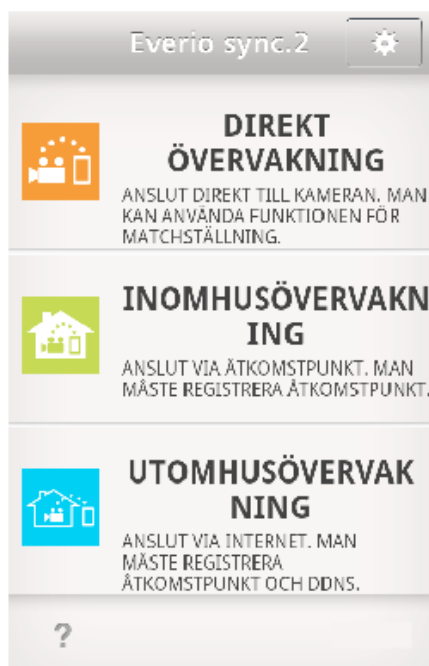 Everio sync.2
DIREKT
ÖVERVAKNING
ANSLUT DIREKT TILL KAMERAN. MAN
KAN ANVÄNDA FUNKTIONEN FÖR
MATCHSTÄLLNING.
INOMHUSÖVERVAKN
ING
ANSLUT VIA ÅTKOMSTPUNKT. MAN
MÅSTE REGISTRERA ÅTKOMSTPUNKT.
UTOMHUSÖVERVAK
NING
ANSLUT VIA INTERNET. MAN
MÅSTE REGISTRERA
ÅTKOMSTPUNKT OCH DDNS.
?